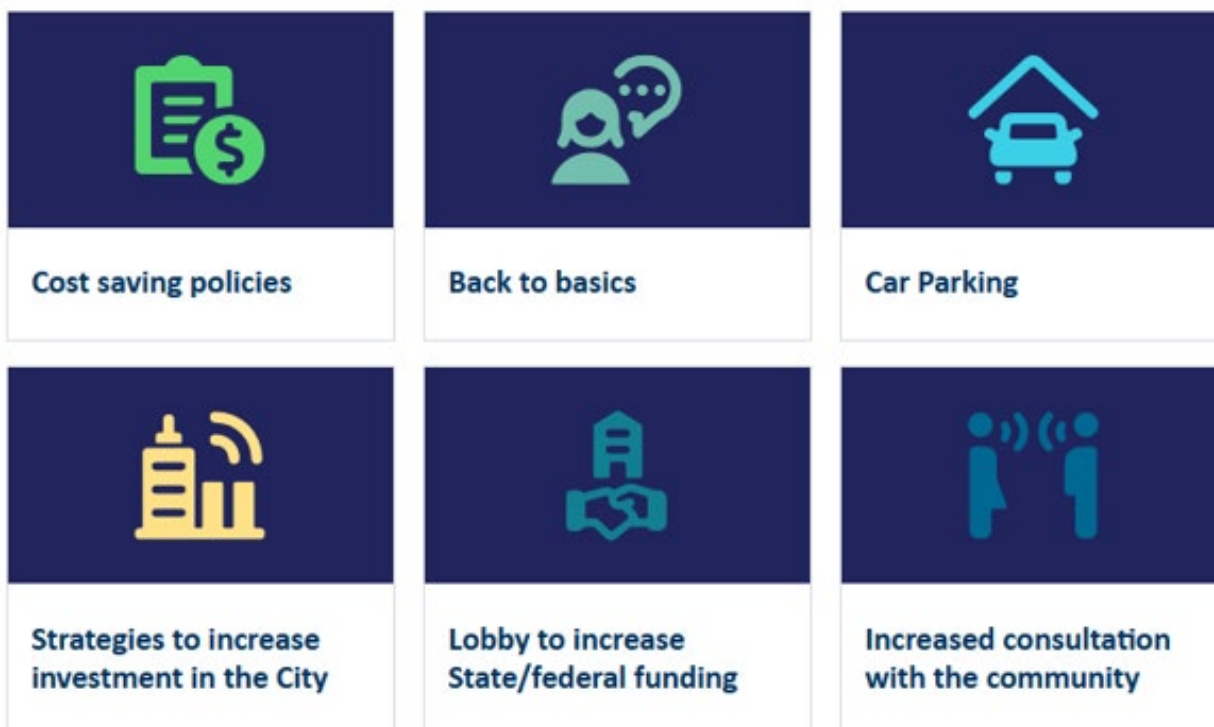 Cost saving policies
Back to basics
Car Parking
Strategies to increase
investment in the City
Lobby to increase
State/federal funding
Increased consultation
with the community